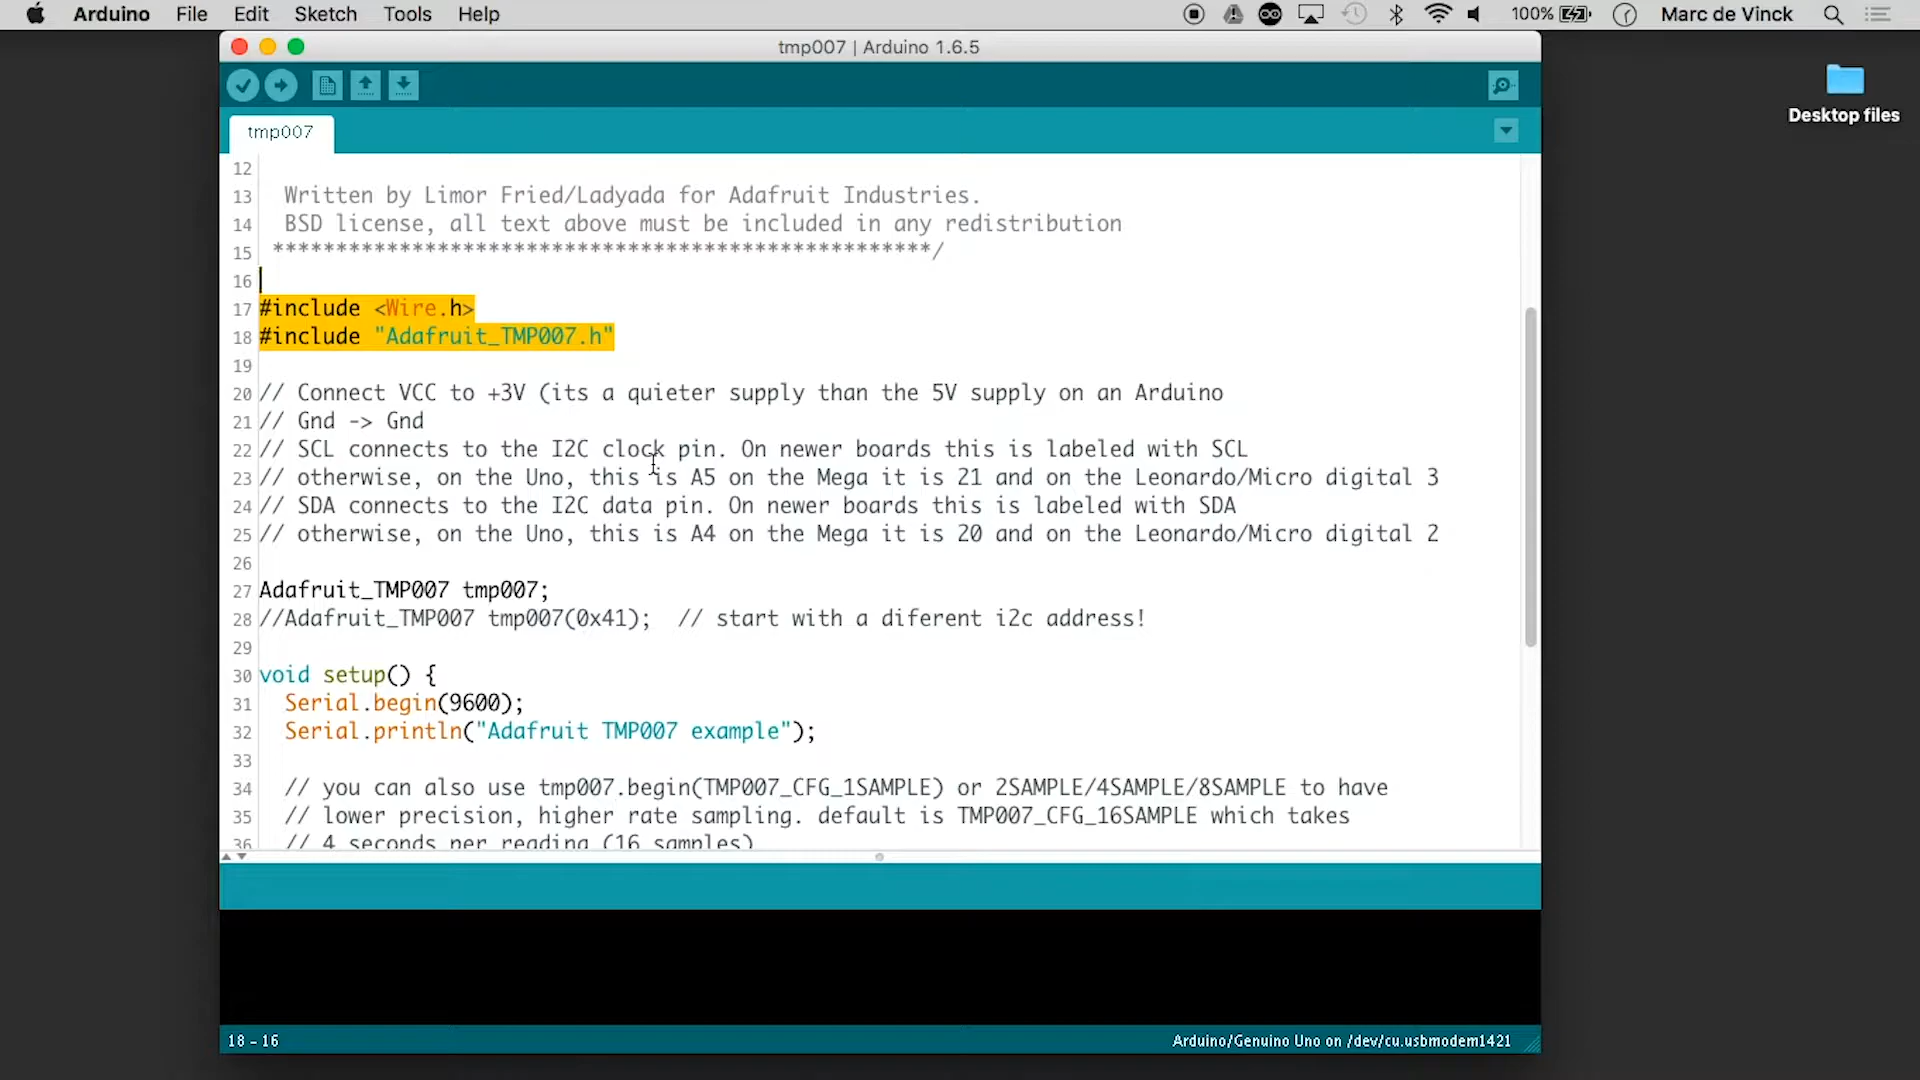 Arduino File Edit Sketch Tools Help 100% Marc de Vinck
tmp007 | Arduino 1.6.5
Desktop files
tmp007
12
13 Written by Limor Fried/Ladyada for Adafruit Industries.
14 BSD license, all text above must be included in any redistribution
15 ****************************************************/
16
17 #include <Wire.h>
18 #include "Adafruit_TMP007.h"
19
20 // Connect VCC to +3V (its a quieter supply than the 5V supply on an Arduino
21 // Gnd -> Gnd
22 // SCL connects to the I2C clock pin. On newer boards this is labeled with SCL
23 // otherwise, on the Uno, this is A5 on the Mega it is 21 and on the Leonardo/Micro digital 3
24 // SDA connects to the I2C data pin. On newer boards this is labeled with SDA
25 // otherwise, on the Uno, this is A4 on the Mega it is 20 and on the Leonardo/Micro digital 2
26
27 Adafruit_TMP007 tmp007;
28 //Adafruit_TMP007 tmp007(0x41); // start with a diferent i2c address!
29
30 void setup() {
31 Serial.begin(9600);
32 Serial.println("Adafruit TMP007 example");
33
34 // you can also use tmp007.begin(TMP007_CFG_1SAMPLE) or 2SAMPLE/4SAMPLE/8SAMPLE to have
35 // lower precision, higher rate sampling. default is TMP007_CFG_16SAMPLE which takes
36 // 4 seconds per reading (16 samples)
18 - 16 Arduino/Genuino Uno on /dev/cu.usbmodem1421